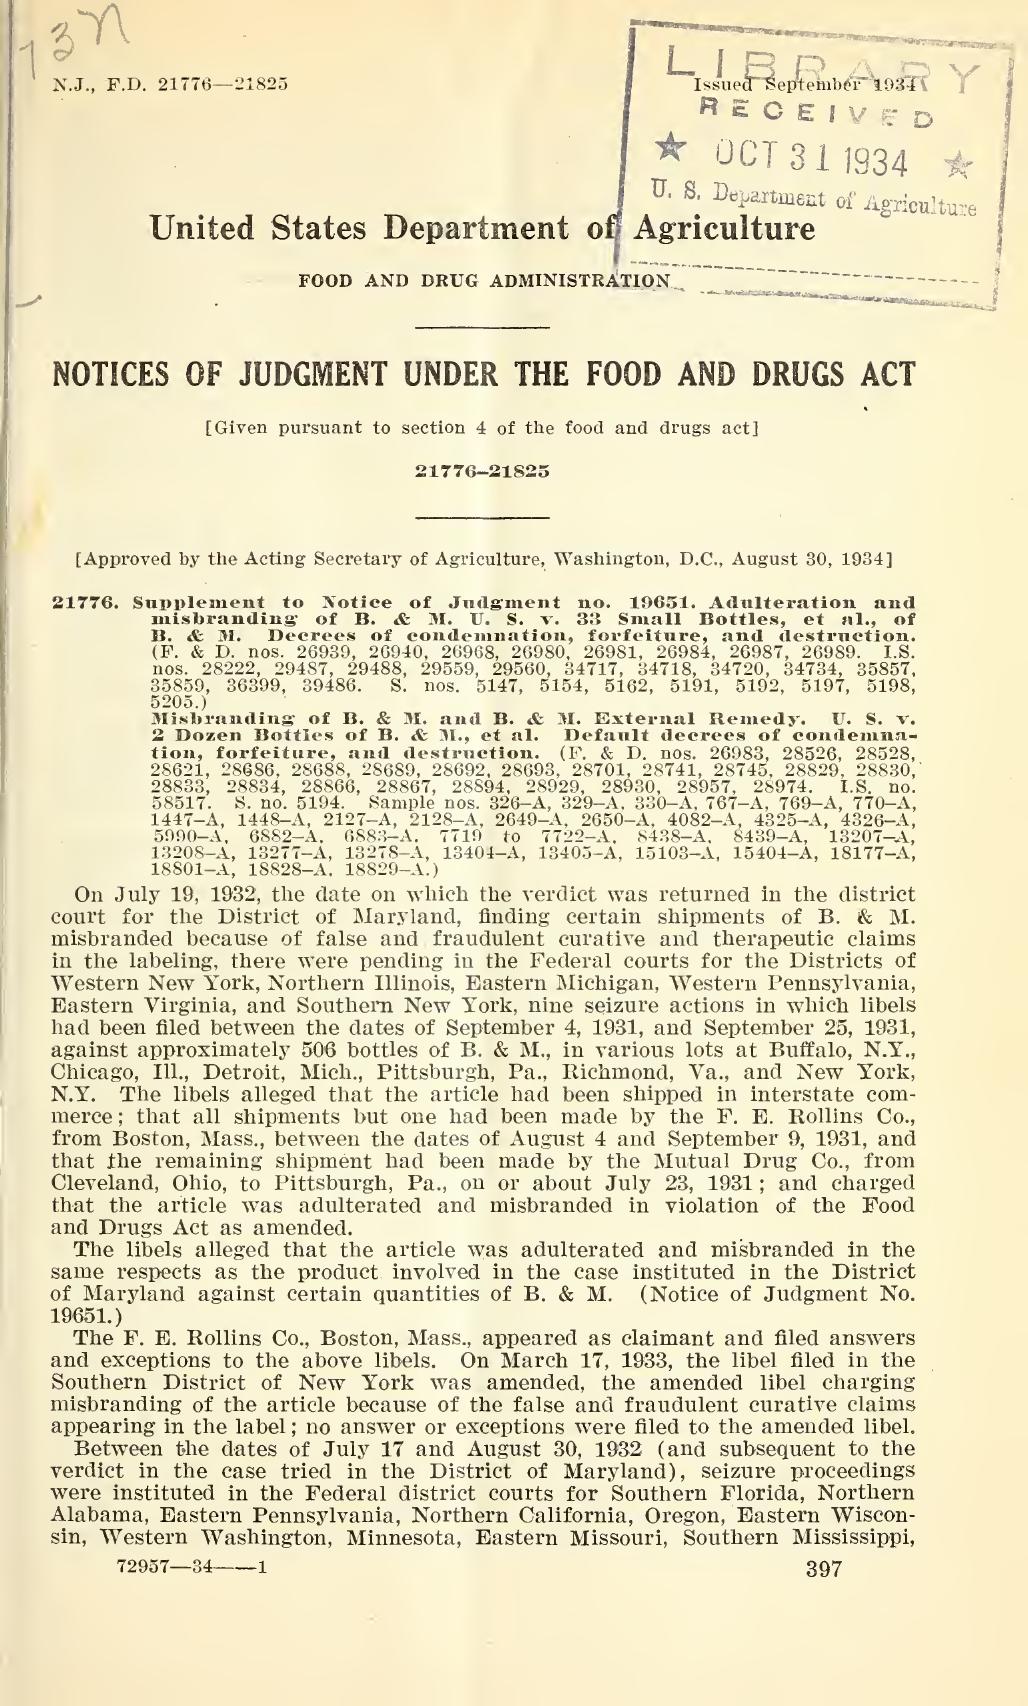 13n
N.J., F.D. 21776—21825
Issued September 1934
LIBRARY
RECEIVED
★ OCT 31 1934 ★
U. S. Department of Agriculture
United States Department of Agriculture
FOOD AND DRUG ADMINISTRATION
NOTICES OF JUDGMENT UNDER THE FOOD AND DRUGS ACT
[Given pursuant to section 4 of the food and drugs act]
21776–21825
[Approved by the Acting Secretary of Agriculture, Washington, D.C., August 30, 1934]
21776. Supplement to Notice of Judgment no. 19651. Adulteration and
misbranding of B. & M. U. S. v. 33 Small Bottles, et al., of
B. & M. Decrees of condemnation, forfeiture, and destruction.
(F. & D. nos. 26939, 26940, 26968, 26980, 26981, 26984, 26987, 26989. I.S.
nos. 28222, 29487, 29488, 29559, 29560, 34717, 34718, 34720, 34734, 35857,
35859, 36399, 39486. S. nos. 5147, 5154, 5162, 5191, 5192, 5197, 5198,
5205.)
Misbranding of B. & M. and B. & M. External Remedy. U. S. v.
2 Dozen Bottles of B. & M., et al. Default decrees of condemna-
tion, forfeiture, and destruction. (F. & D. nos. 26983, 28526, 28528,
28621, 28686, 28688, 28689, 28692, 28693, 28701, 28741, 28745, 28829, 28830,
28833, 28834, 28866, 28867, 28894, 28929, 28930, 28957, 28974. I.S. no.
58517. S. no. 5194. Sample nos. 326–A, 329–A, 330–A, 767–A, 769–A, 770–A,
1447–A, 1448–A, 2127–A, 2128–A, 2649–A, 2650–A, 4082–A, 4325–A, 4326–A,
5990–A, 6882–A, 6883–A, 7719 to 7722–A, 8438–A, 8439–A, 13207–A,
13208–A, 13277–A, 13278–A, 13404–A, 13405–A, 15103–A, 15404–A, 18177–A,
18801–A, 18828–A, 18829–A.)
On July 19, 1932, the date on which the verdict was returned in the district
court for the District of Maryland, finding certain shipments of B. & M.
misbranded because of false and fraudulent curative and therapeutic claims
in the labeling, there were pending in the Federal courts for the Districts of
Western New York, Northern Illinois, Eastern Michigan, Western Pennsylvania,
Eastern Virginia, and Southern New York, nine seizure actions in which libels
had been filed between the dates of September 4, 1931, and September 25, 1931,
against approximately 506 bottles of B. & M., in various lots at Buffalo, N.Y.,
Chicago, Ill., Detroit, Mich., Pittsburgh, Pa., Richmond, Va., and New York,
N.Y. The libels alleged that the article had been shipped in interstate com-
merce; that all shipments but one had been made by the F. E. Rollins Co.,
from Boston, Mass., between the dates of August 4 and September 9, 1931, and
that the remaining shipment had been made by the Mutual Drug Co., from
Cleveland, Ohio, to Pittsburgh, Pa., on or about July 23, 1931; and charged
that the article was adulterated and misbranded in violation of the Food
and Drugs Act as amended.
The libels alleged that the article was adulterated and misbranded in the
same respects as the product involved in the case instituted in the District
of Maryland against certain quantities of B. & M. (Notice of Judgment No.
19651.)
The F. E. Rollins Co., Boston, Mass., appeared as claimant and filed answers
and exceptions to the above libels. On March 17, 1933, the libel filed in the
Southern District of New York was amended, the amended libel charging
misbranding of the article because of the false and fraudulent curative claims
appearing in the label; no answer or exceptions were filed to the amended libel.
Between the dates of July 17 and August 30, 1932 (and subsequent to the
verdict in the case tried in the District of Maryland), seizure proceedings
were instituted in the Federal district courts for Southern Florida, Northern
Alabama, Eastern Pennsylvania, Northern California, Oregon, Eastern Wiscon-
sin, Western Washington, Minnesota, Eastern Missouri, Southern Mississippi,
72957—34——1
397